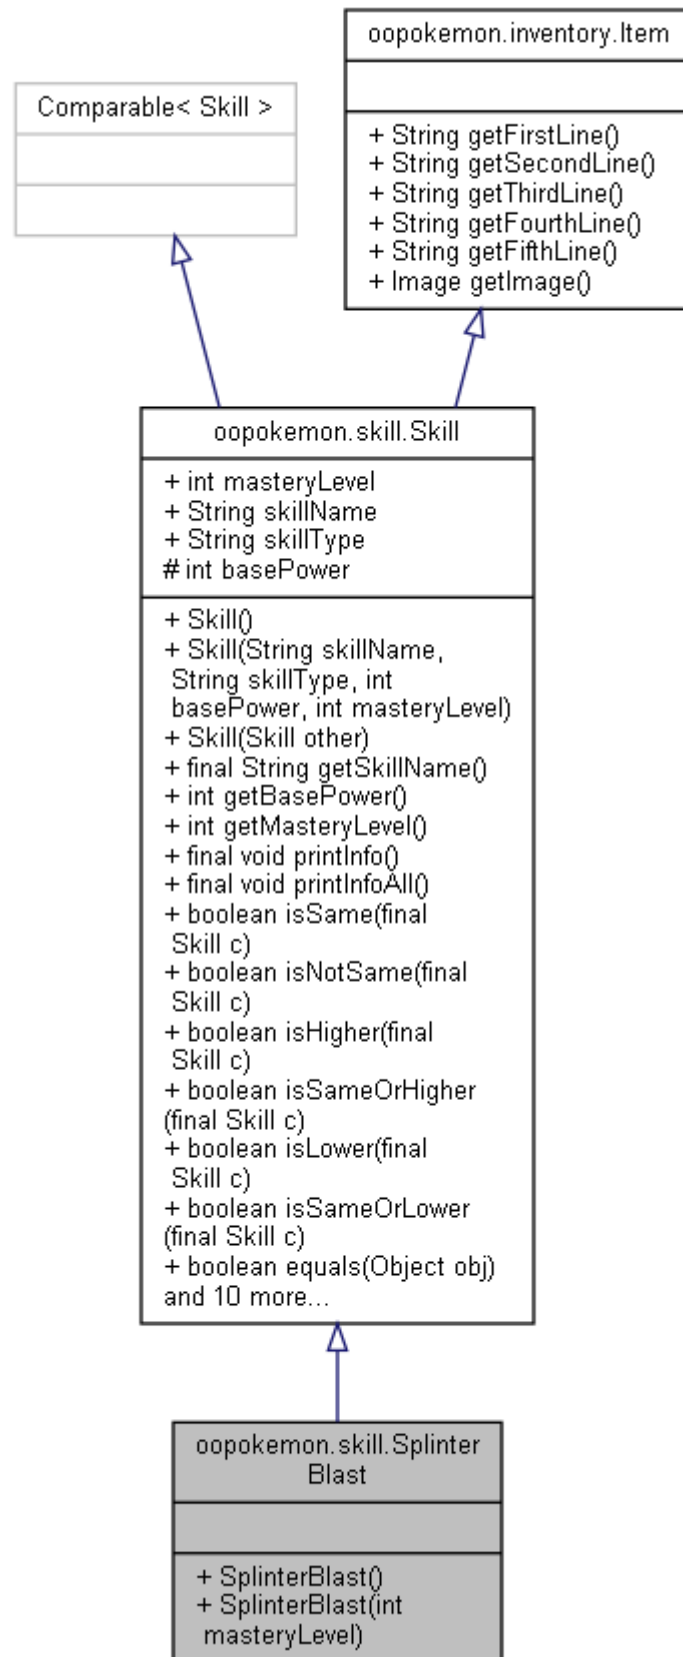 oopokemon.inventory.Item
Comparable< Skill >
+ String getFirstLine()
+ String getSecondLine()
+ String getThirdLine()
+ String getFourthLine()
+ String getFifthLine()
+ Image getImage()
oopokemon.skill.Skill
+ int masteryLevel
+ String skillName
+ String skillType
# int basePower
+ Skill()
+ Skill(String skillName,
String skillType, int
basePower, int masteryLevel)
+ Skill(Skill other)
+ final String getSkillName()
+ int getBasePower()
+ int getMasteryLevel()
+ final void printInfo()
+ final void printInfoAll()
+ boolean isSame(final
Skill c)
+ boolean isNotSame(final
Skill c)
+ boolean isHigher(final
Skill c)
+ boolean isSameOrHigher
(final Skill c)
+ boolean isLower(final
Skill c)
+ boolean isSameOrLower
(final Skill c)
+ boolean equals(Object obj)
and 10 more...
oopokemon.skill.Splinter
Blast
+ SplinterBlast()
+ SplinterBlast(int
masteryLevel)